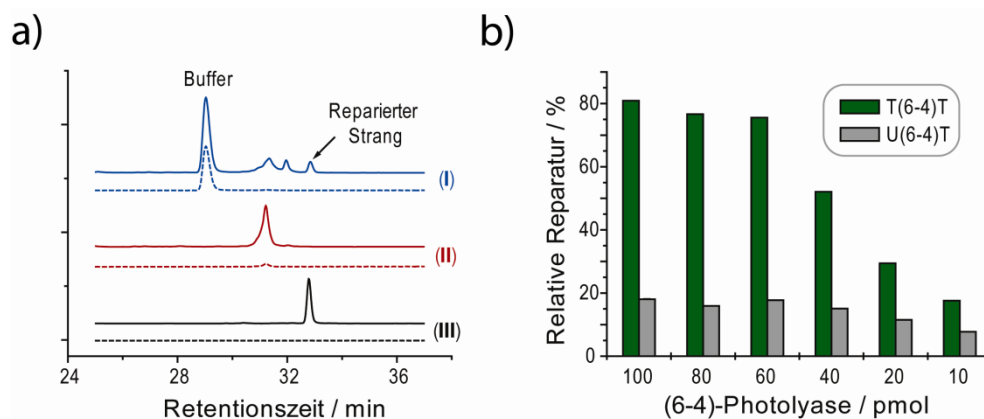 a)
Buffer
Reparierter
Strang
(I)
(II)
(III)
24
28
32
36
Retentionszeit / min
b)
Relative Reparatur / %
80
60
40
20
0
T(6-4)T
U(6-4)T
100
80
60
40
20
10
(6-4)-Photolyase / pmol